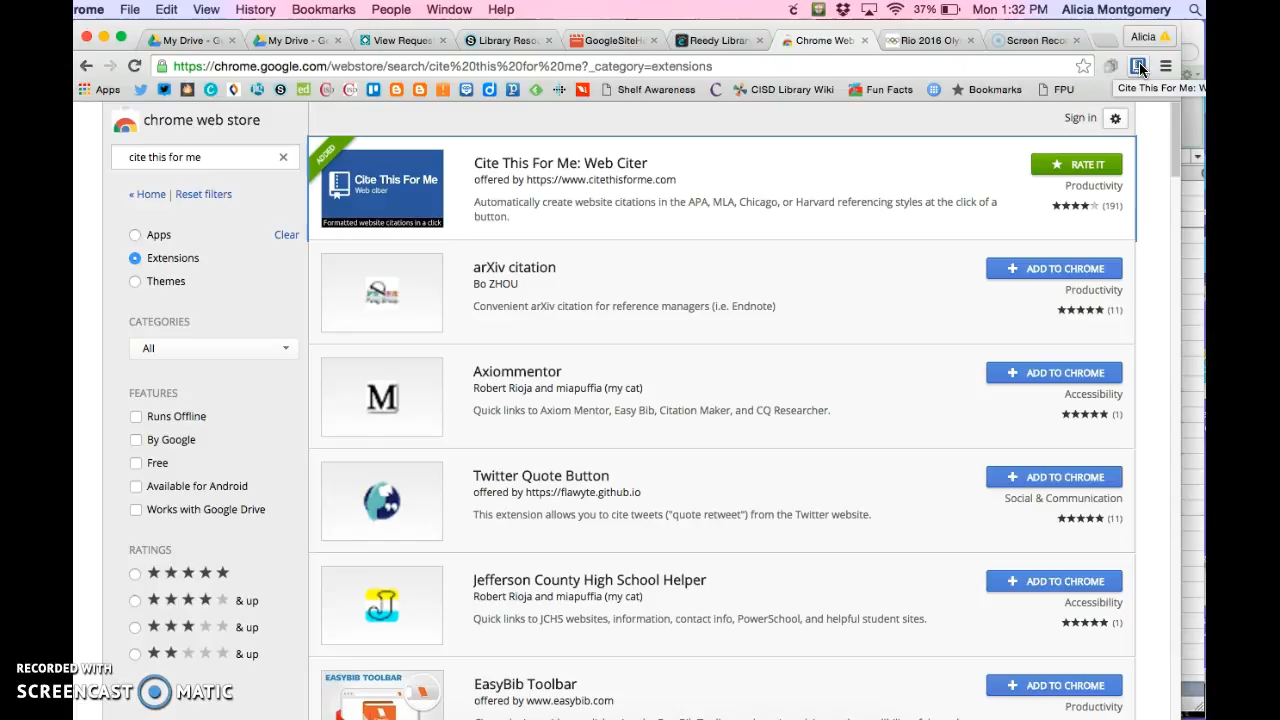 rome File Edit View History Bookmarks People Window Help 37% Mon 1:32 PM Alicia Montgomery
My Drive - G My Drive - G View Reques Library Reso GoogleSiteH Reedy Librar Chrome Web Rio 2016 Oly Screen Reco Alicia
https://chrome.google.com/webstore/search/cite%20this%20for%20me?_category=extensions
Apps Shelf Awareness CISD Library Wiki Fun Facts Bookmarks FPU
Cite This For Me: W
chrome web store
Sign in
cite this for me
« Home | Reset filters
Apps Clear
Extensions
Themes
CATEGORIES
All
FEATURES
Runs Offline
By Google
Free
Available for Android
Works with Google Drive
RATINGS
& up
& up
& up
ADDED
Cite This For Me
Web citer
Formatted website citations in a click
Cite This For Me: Web Citer
offered by https://www.citethisforme.com
Automatically create website citations in the APA, MLA, Chicago, or Harvard referencing styles at the click of a
button.
RATE IT
Productivity
(191)
arXiv citation
Bo ZHOU
Convenient arXiv citation for reference managers (i.e. Endnote)
ADD TO CHROME
Productivity
(11)
M
Axiommentor
Robert Rioja and miapuffia (my cat)
Quick links to Axiom Mentor, Easy Bib, Citation Maker, and CQ Researcher.
ADD TO CHROME
Accessibility
(1)
Twitter Quote Button
offered by https://flawyte.github.io
This extension allows you to cite tweets ("quote retweet") from the Twitter website.
ADD TO CHROME
Social & Communication
(11)
J
Jefferson County High School Helper
Robert Rioja and miapuffia (my cat)
Quick links to JCHS websites, information, contact info, PowerSchool, and helpful student sites.
ADD TO CHROME
Accessibility
(1)
EASYBIB TOOLBAR
EasyBib Toolbar
offered by www.easybib.com
ADD TO CHROME
Productivity
RECORDED WITH
SCREENCAST MATIC